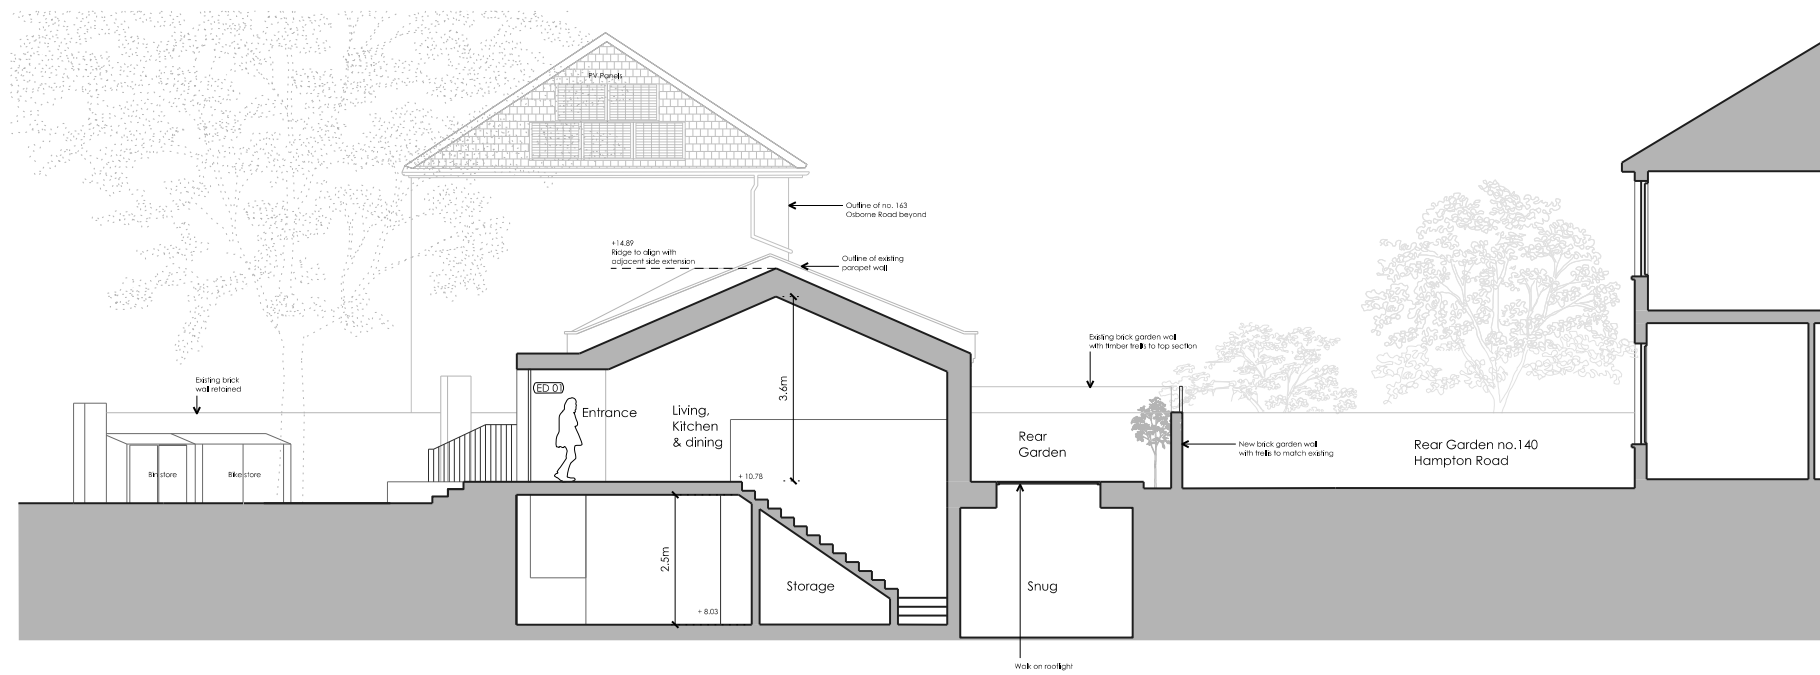 PV Panels
Outline of no. 163
Osborne Road beyond
+14.89
Ridge to align with
adjacent side extension
Outline of existing
parapet wall
Existing brick garden wall
with timber trellis to top section
Existing brick
wall retained
ED 01
Entrance
Living,
Kitchen
& dining
3.6m
Rear
Garden
New brick garden wall
with trellis to match existing
Rear Garden no.140
Hampton Road
Bin store
Bike store
+ 10.78
2.5m
Storage
Snug
+ 8.03
Walk on rooflight